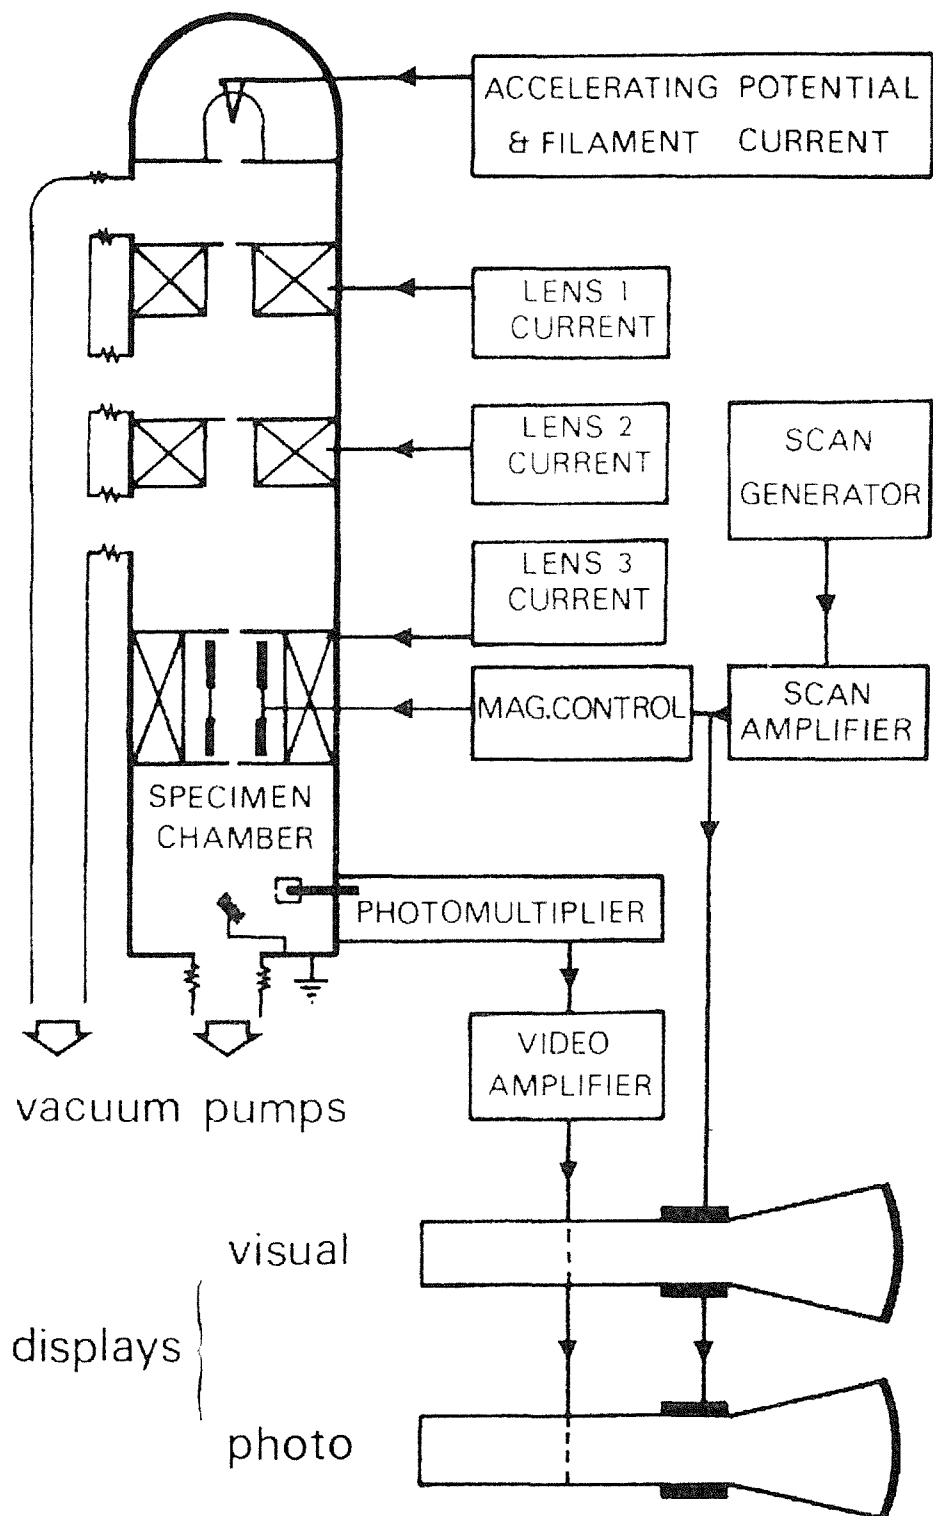 ACCELERATING POTENTIAL
& FILAMENT CURRENT
LENS 1
CURRENT
LENS 2
CURRENT
SCAN
GENERATOR
LENS 3
CURRENT
MAG.CONTROL
SCAN
AMPLIFIER
SPECIMEN
CHAMBER
PHOTOMULTIPLIER
VIDEO
AMPLIFIER
vacuum pumps
visual
displays
photo